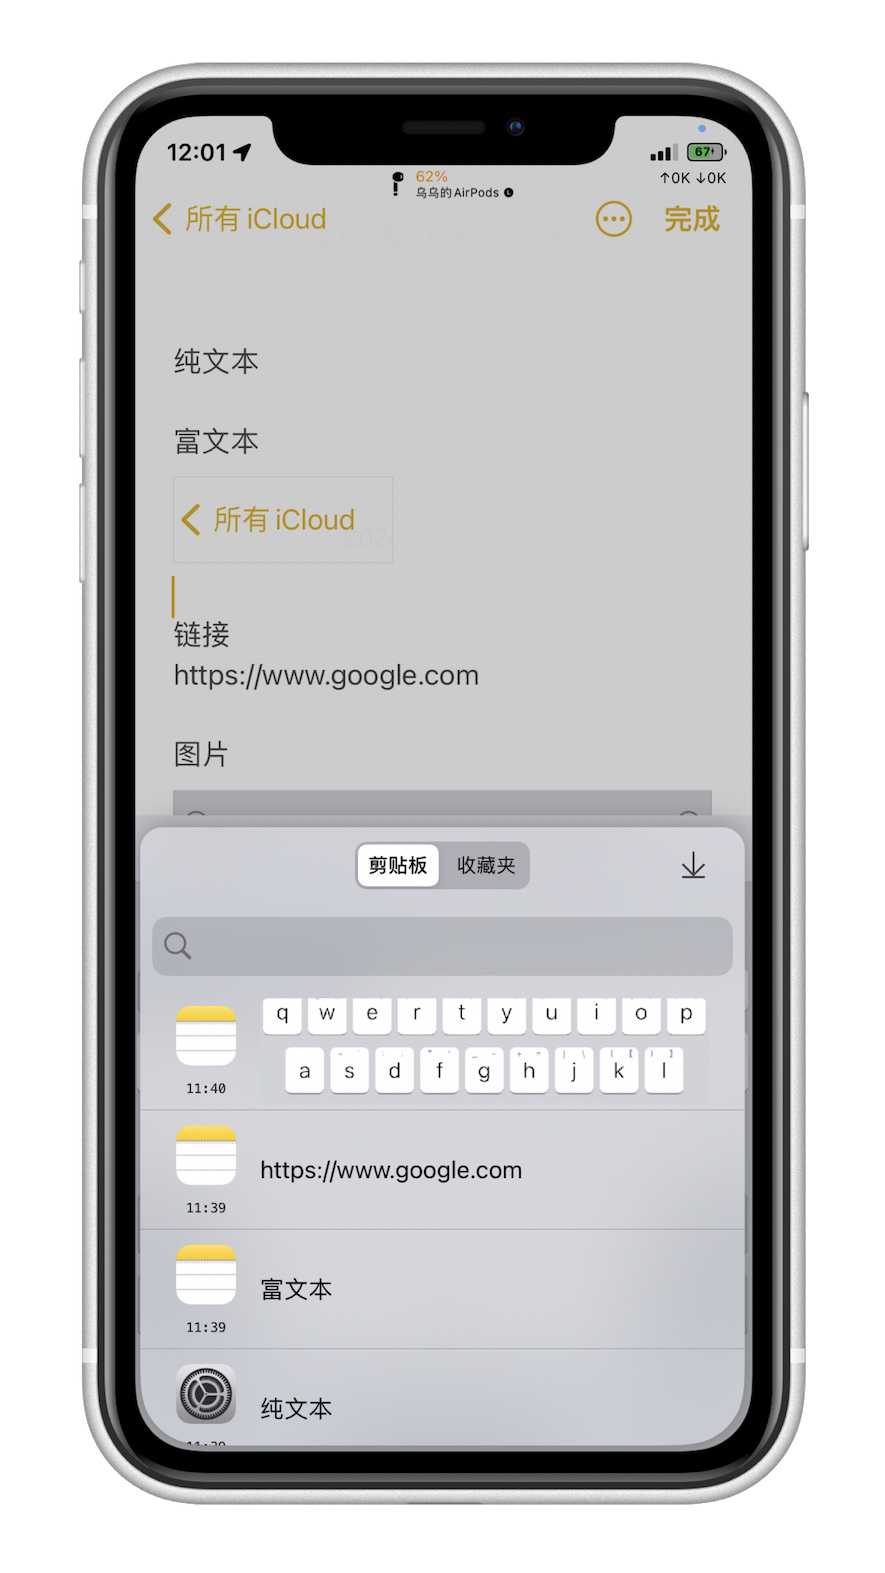 12:01
67
62%
乌乌的AirPods
↑0K ↓0K
所有 iCloud
完成
纯文本
富文本
所有 iCloud
链接
https://www.google.com
图片
剪贴板 收藏夹
q w e r t y u i o p
a s d f g h j k l
11:40
https://www.google.com
11:39
富文本
11:39
纯文本